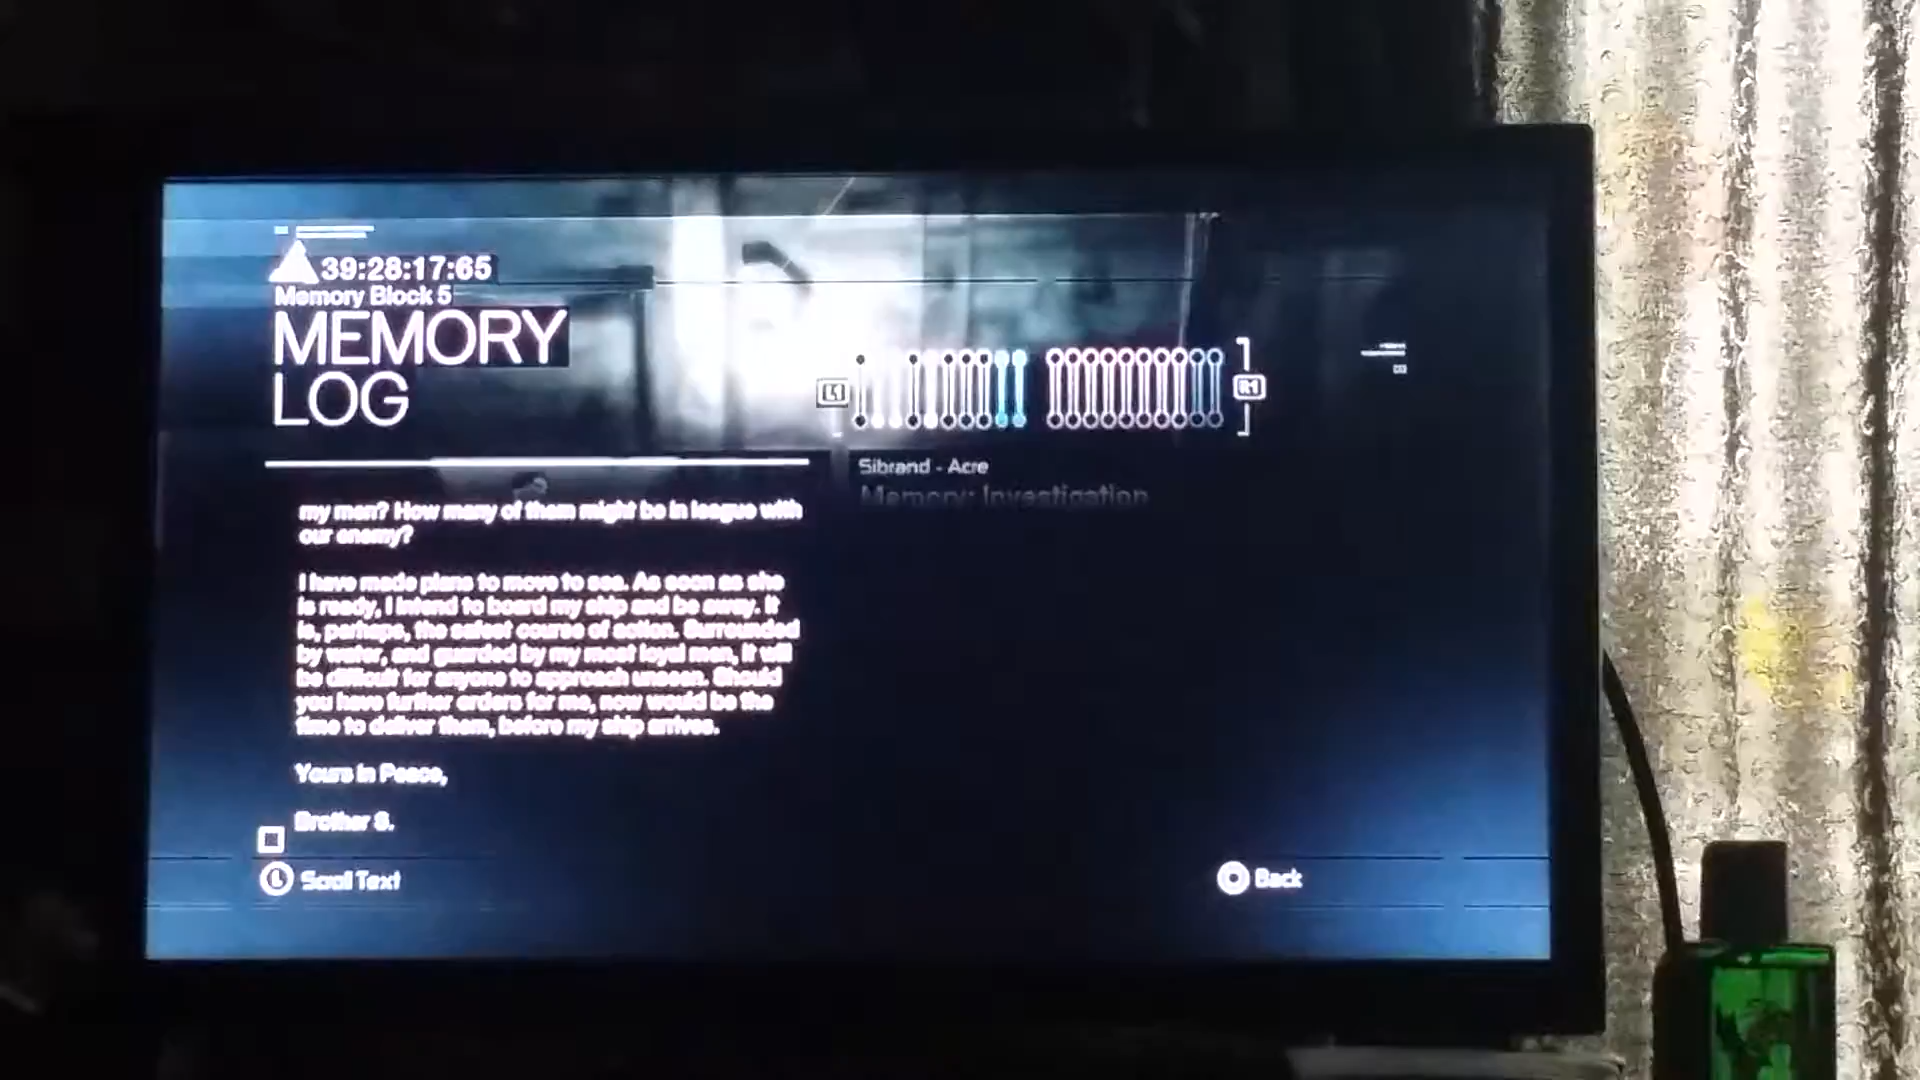 39:28:17:65
Memory Block 5
MEMORY
LOG
L1
R1
Sibrand - Acre
Memory: Investigation
my men? How many of them might be in league with
our enemy?
I have made plans to move to sea. As soon as she
is ready, I intend to board my ship and be away. It
is, perhaps, the safest course of action. Surrounded
by water, and guarded by my most loyal men, it will
be difficult for anyone to approach unseen. Should
you have further orders for me, now would be the
time to deliver them, before my ship arrives.
Yours in Peace,
Brother S.
L Scroll Text
Back